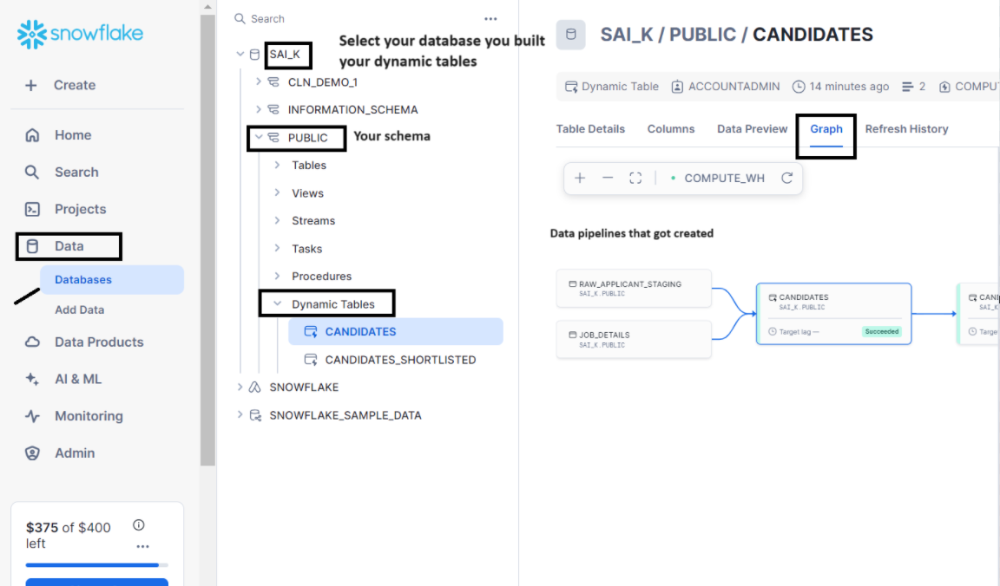 snowflake
Create
Home
Search
Projects
Data
Databases
Add Data
Data Products
AI & ML
Monitoring
Admin
$375 of $400
left
Search
SAI_K
Select your database you built
your dynamic tables
CLN_DEMO_1
INFORMATION_SCHEMA
PUBLIC
Your schema
Tables
Views
Streams
Tasks
Procedures
Dynamic Tables
CANDIDATES
CANDIDATES_SHORTLISTED
SNOWFLAKE
SNOWFLAKE_SAMPLE_DATA
SAI_K / PUBLIC / CANDIDATES
Dynamic Table ACCOUNTADMIN 14 minutes ago 2 COMPUT
Table Details Columns Data Preview Graph Refresh History
COMPUTE_WH
Data pipelines that got created
RAW_APPLICANT_STAGING
SAI_K.PUBLIC
JOB_DETAILS
SAI_K.PUBLIC
CANDIDATES
SAI_K.PUBLIC
Target lag — Succeeded
CANI
SAI_K
Targe